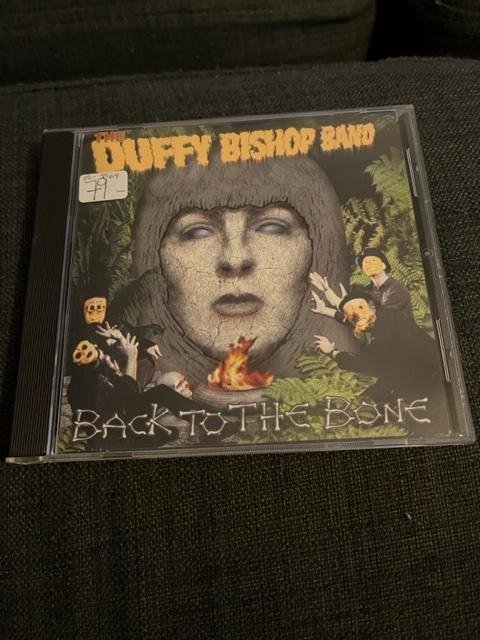 THE
DUFFY BISHOP BAND
79-
BACK TO THE BONE